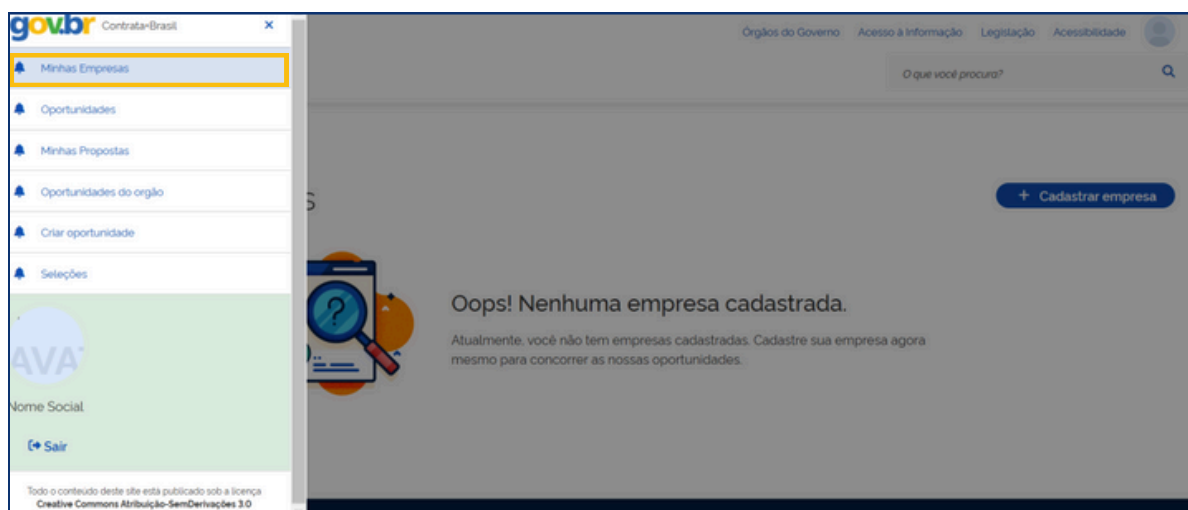 gov.br Contrata+Brasil
Minhas Empresas
Oportunidades
Minhas Propostas
Oportunidades do orgão
Criar oportunidade
Seleções
AVA
Nome Social
Sair
Todo o conteúdo deste site está publicado sob a licença
Creative Commons Atribuição-SemDerivações 3.0
Órgãos do Governo Acesso à Informação Legislação Acessibilidade
O que você procura?
s
+ Cadastrar empresa
Oops! Nenhuma empresa cadastrada.
Atualmente, você não tem empresas cadastradas. Cadastre sua empresa agora
mesmo para concorrer as nossas oportunidades.